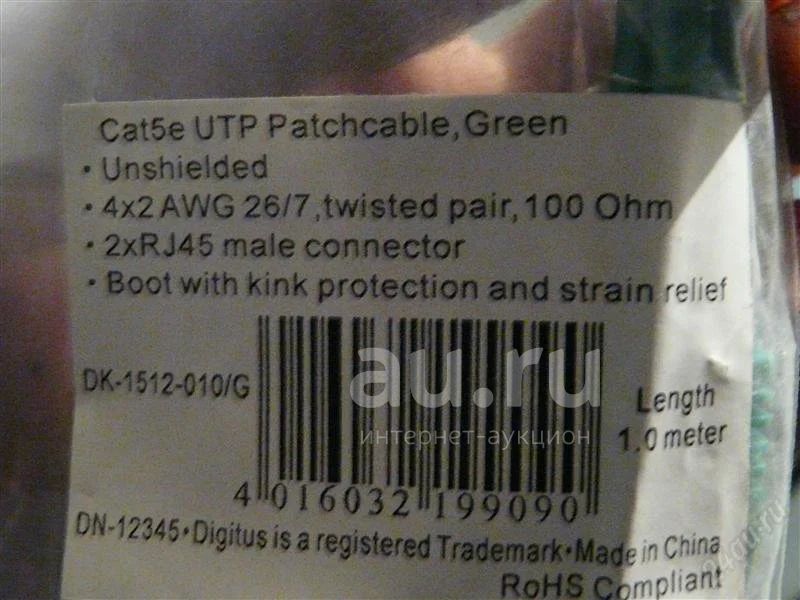 Cat5e UTP Patchcable,Green
• Unshielded
• 4x2 AWG 26/7,twisted pair,100 Ohm
• 2xRJ45 male connector
• Boot with kink protection and strain relief
DK-1512-010/G
au.ru
интернет-аукцион
Length
1.0 meter
4 016032 199090
DN-12345•Digitus is a registered Trademark•Made in China
RoHS Compliant
24au.ru